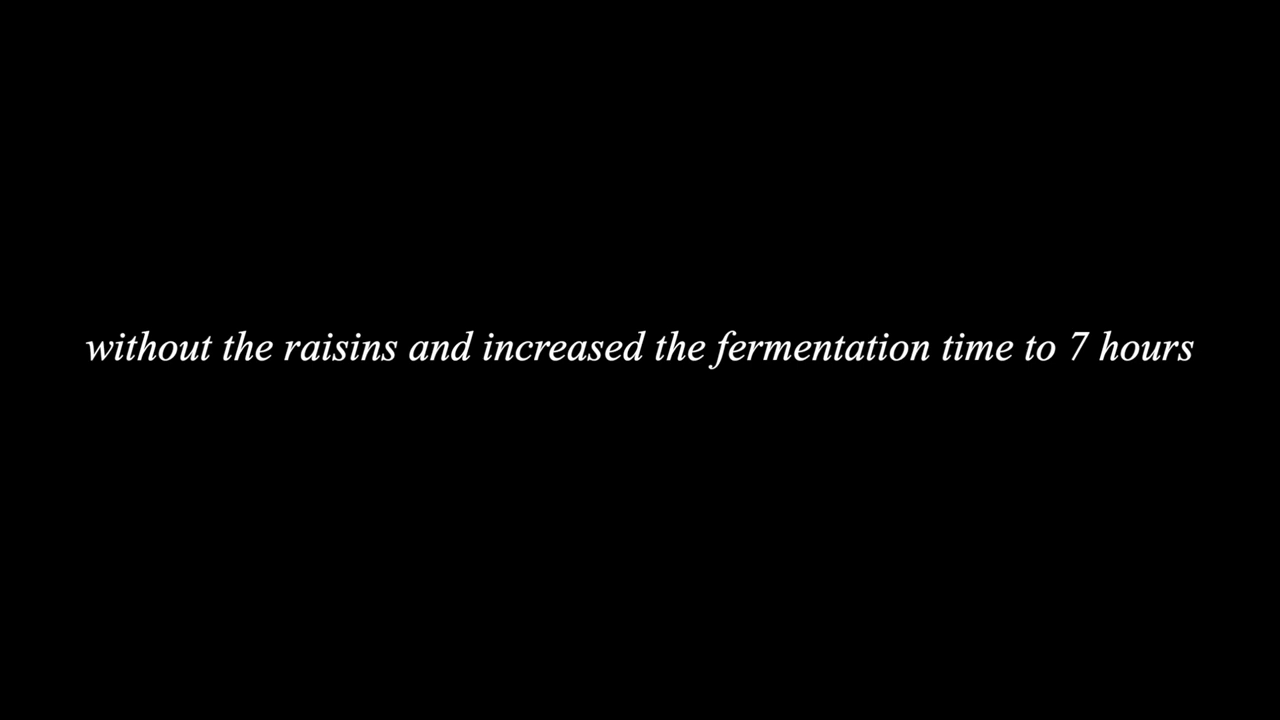 without the raisins and increased the fermentation time to 7 hours